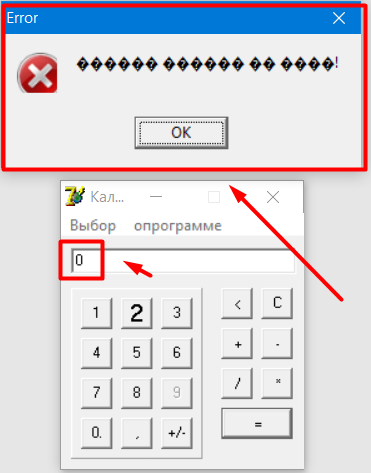 Error
������ ������ �� ����!
OK
Кал...
Выбор опрограмме
0
1 2 3 < C
4 5 6 + -
7 8 9 / *
0. , +/- =